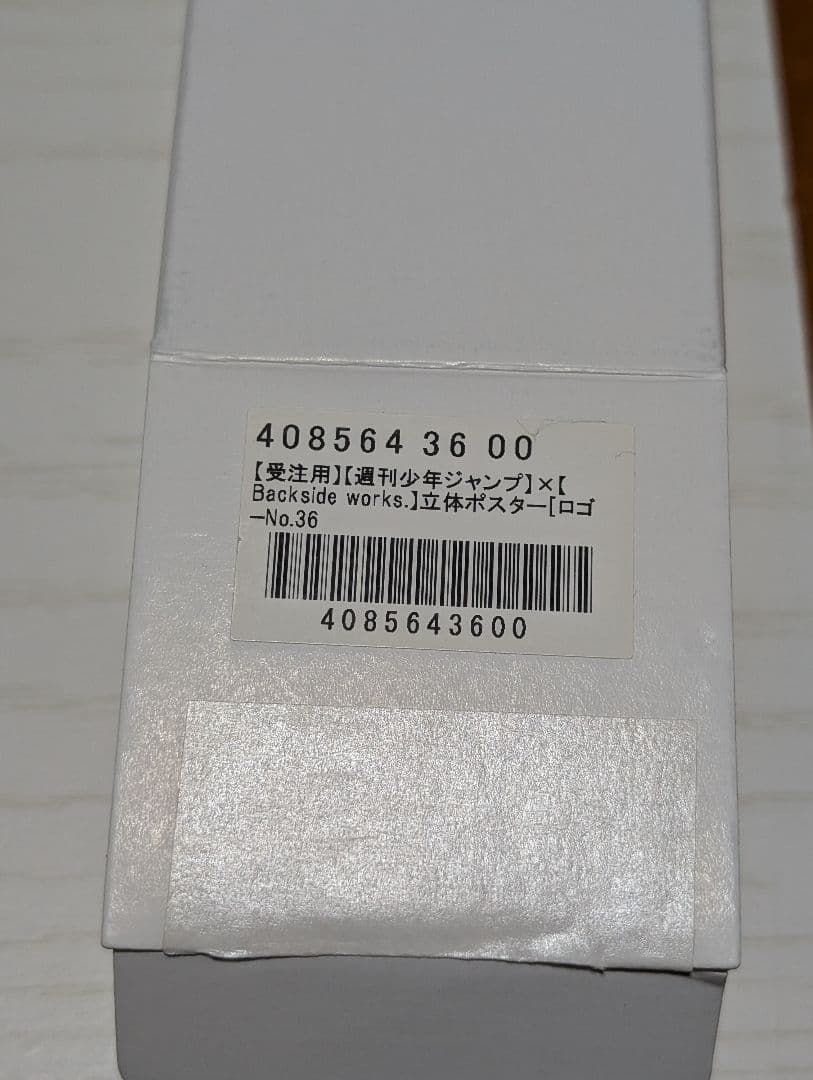 408564 36 00
【受注用】【週刊少年ジャンプ】×【
Backside works.】立体ポスター[ロゴ
ーNo.36
4085643600